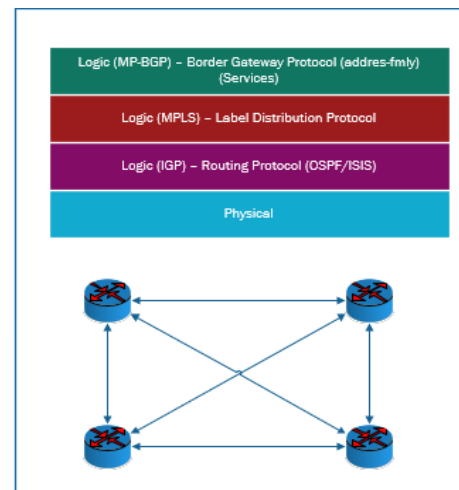 Logic (MP-BGP) – Border Gateway Protocol (addres-fmly)
(Services)
Logic (MPLS) – Label Distribution Protocol
Logic (IGP) – Routing Protocol (OSPF/ISIS)
Physical